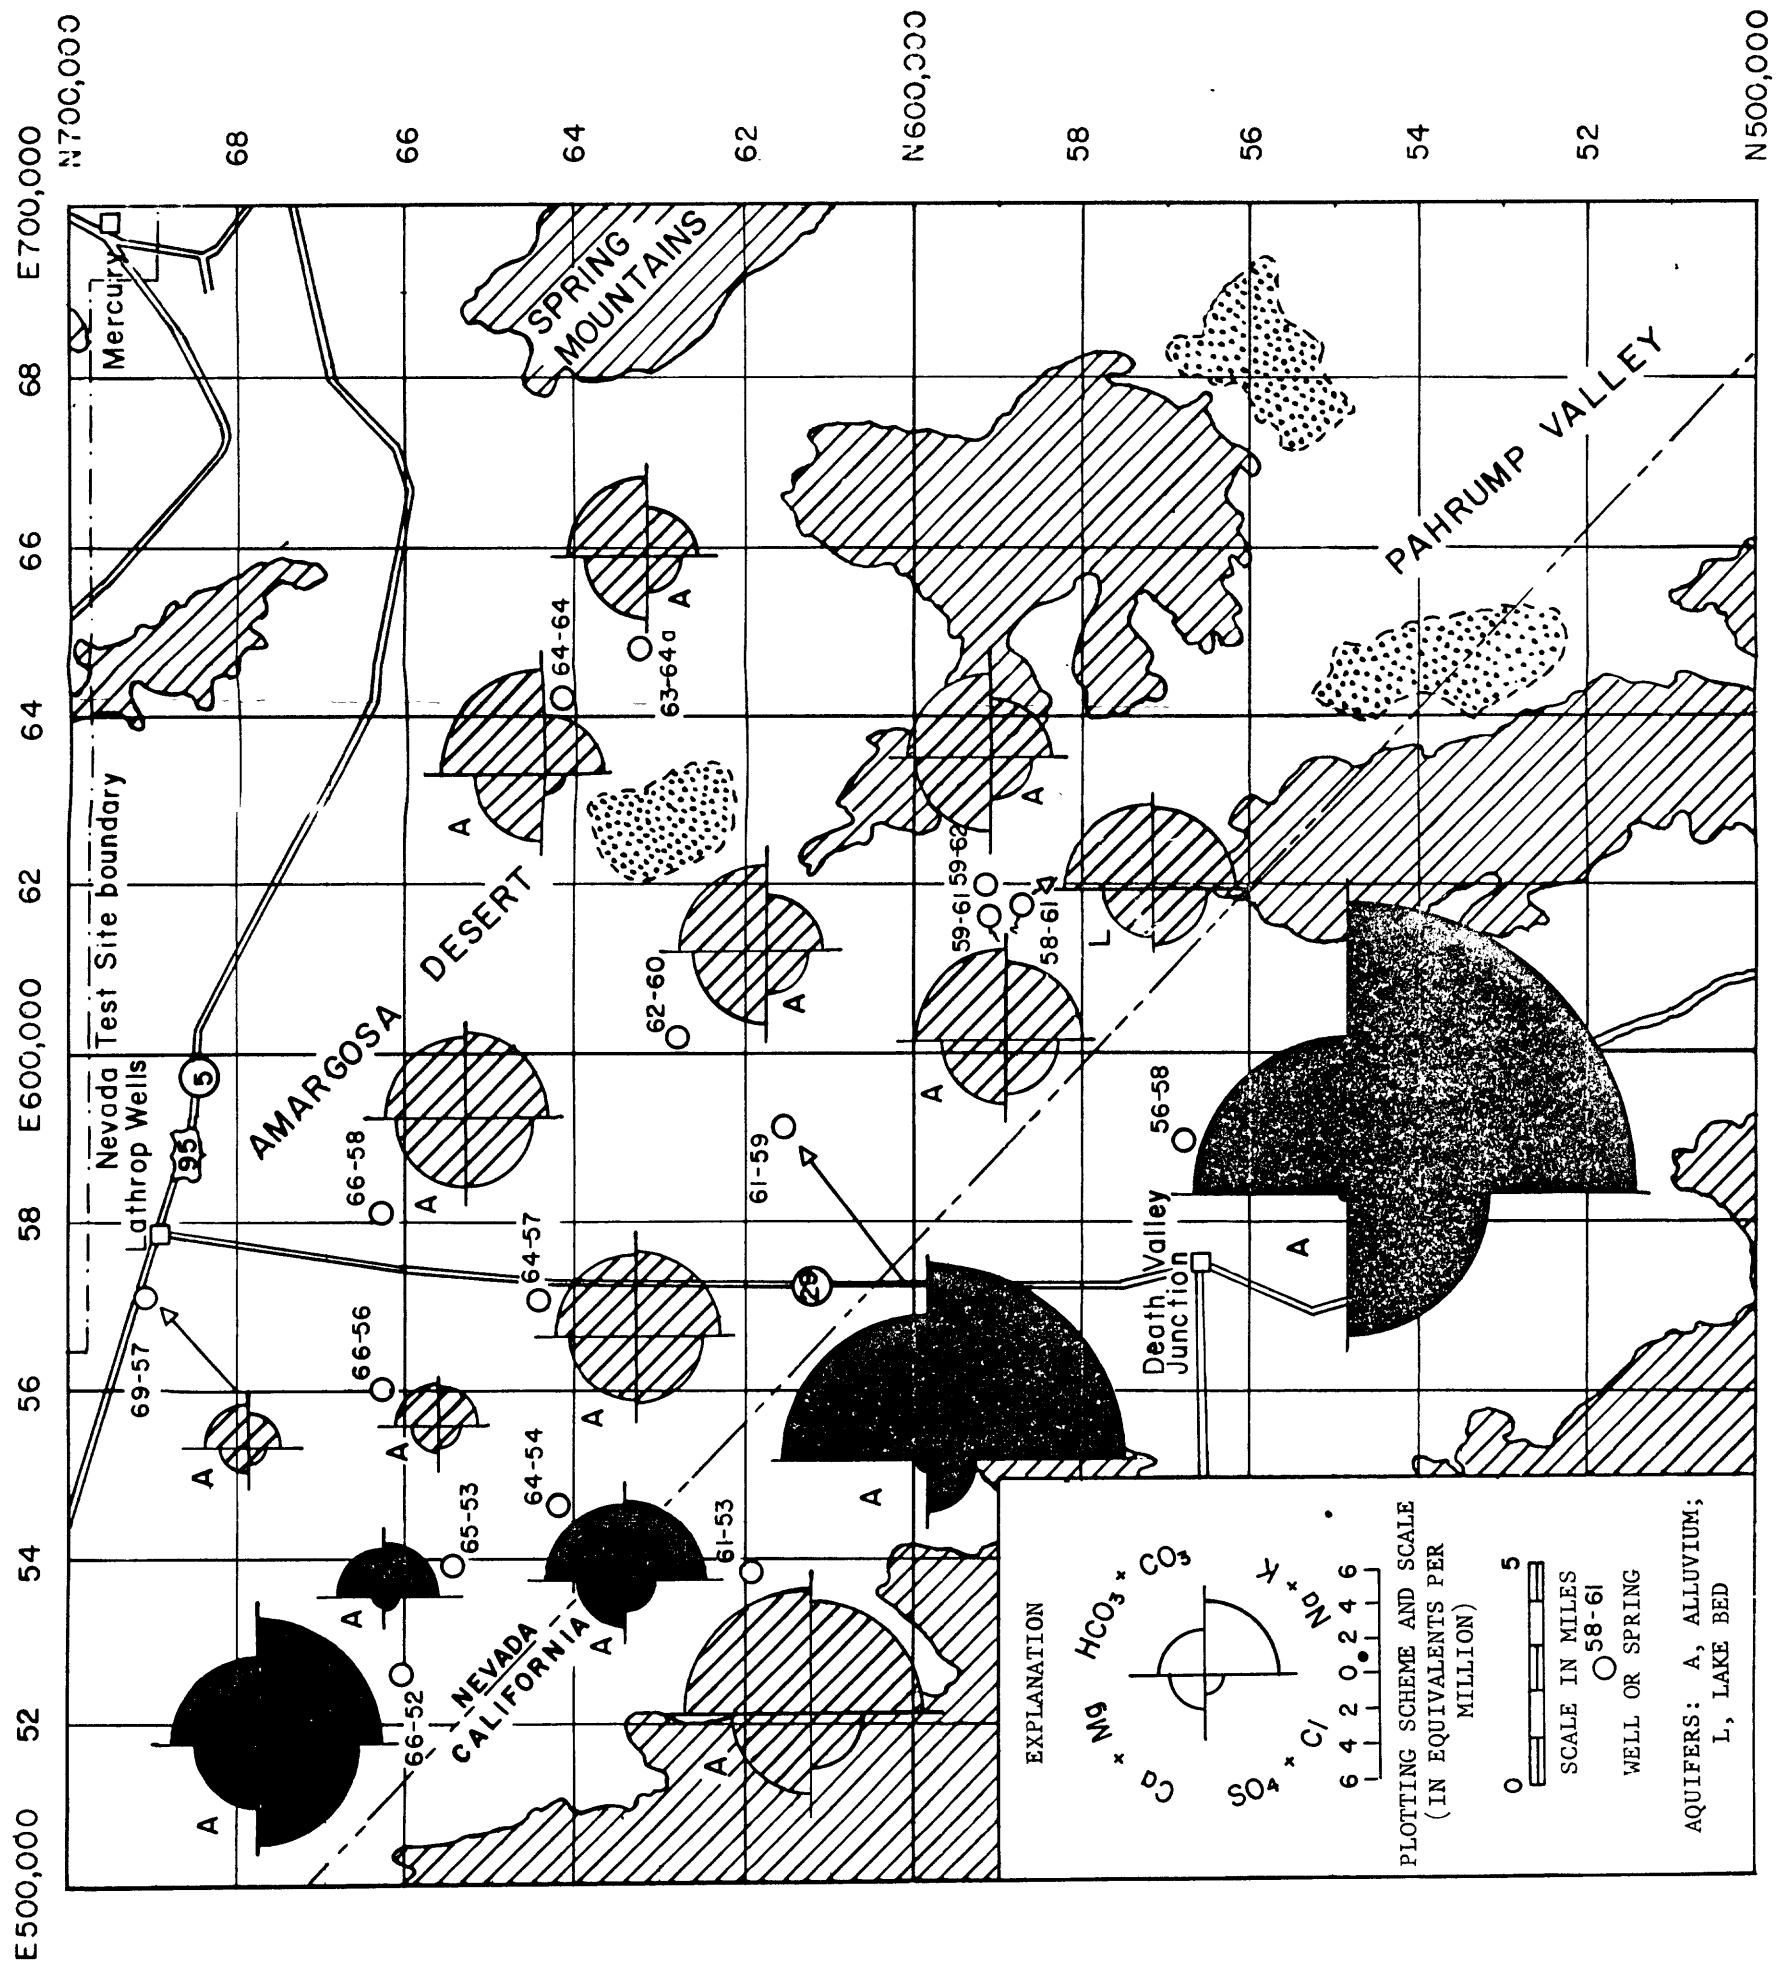 E500,000
52
54
56
58
E600,000
62
64
66
68
E700,000
N700,000
68
66
64
62
N600,000
58
56
54
52
N500,000
Mercury
Nevada Test Site boundary
Lathrop Wells
95
5
29
SPRING
MOUNTAINS
AMARGOSA DESERT
PAHRUMP VALLEY
NEVADA
CALIFORNIA
Death Valley
Junction
69-57
A
66-58
A
66-56
A
65-53
A
66-52
A
64-57
A
64-54
A
61-53
A
61-59
A
62-60
A
64-64
A
63-64a
A
59-61
A
59-62
A
58-61
L
56-58
A
EXPLANATION
Ca x Mg
HCO3 x CO3
SO4 x Cl
Na x K
6 4 2 0 2 4 6
PLOTTING SCHEME AND SCALE
(IN EQUIVALENTS PER
MILLION)
0 5
SCALE IN MILES
58-61
WELL OR SPRING
AQUIFERS: A, ALLUVIUM;
L, LAKE BED